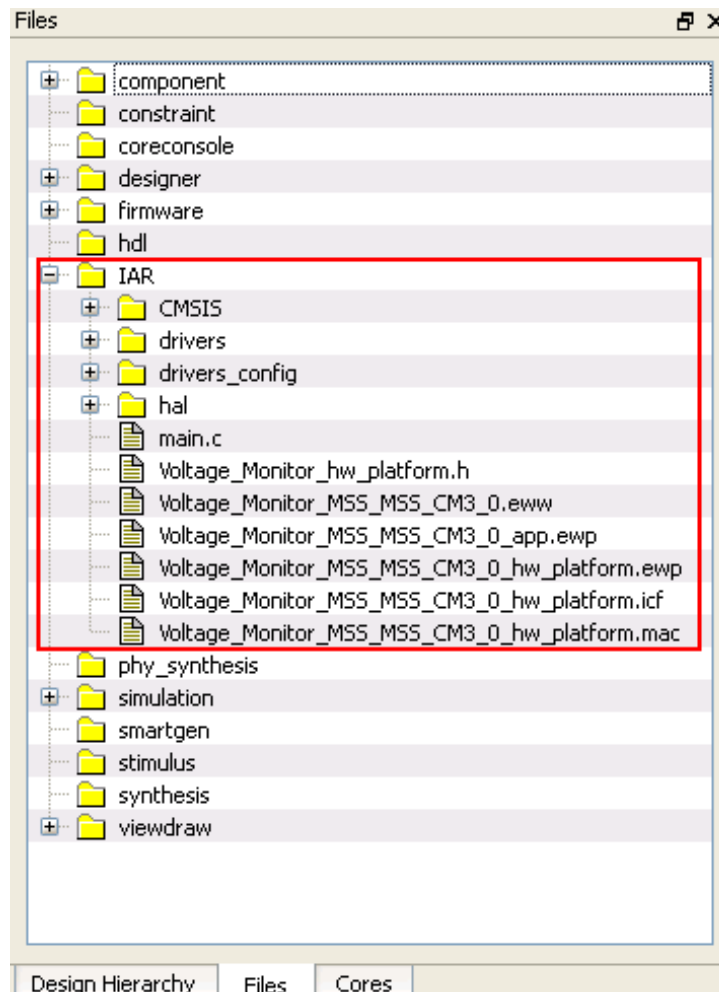 Files
component
constraint
coreconsole
designer
firmware
hdl
IAR
CMSIS
drivers
drivers_config
hal
main.c
Voltage_Monitor_hw_platform.h
Voltage_Monitor_MSS_MSS_CM3_0.eww
Voltage_Monitor_MSS_MSS_CM3_0_app.ewp
Voltage_Monitor_MSS_MSS_CM3_0_hw_platform.ewp
Voltage_Monitor_MSS_MSS_CM3_0_hw_platform.icf
Voltage_Monitor_MSS_MSS_CM3_0_hw_platform.mac
phy_synthesis
simulation
smartgen
stimulus
synthesis
viewdraw
Design Hierarchy Files Cores